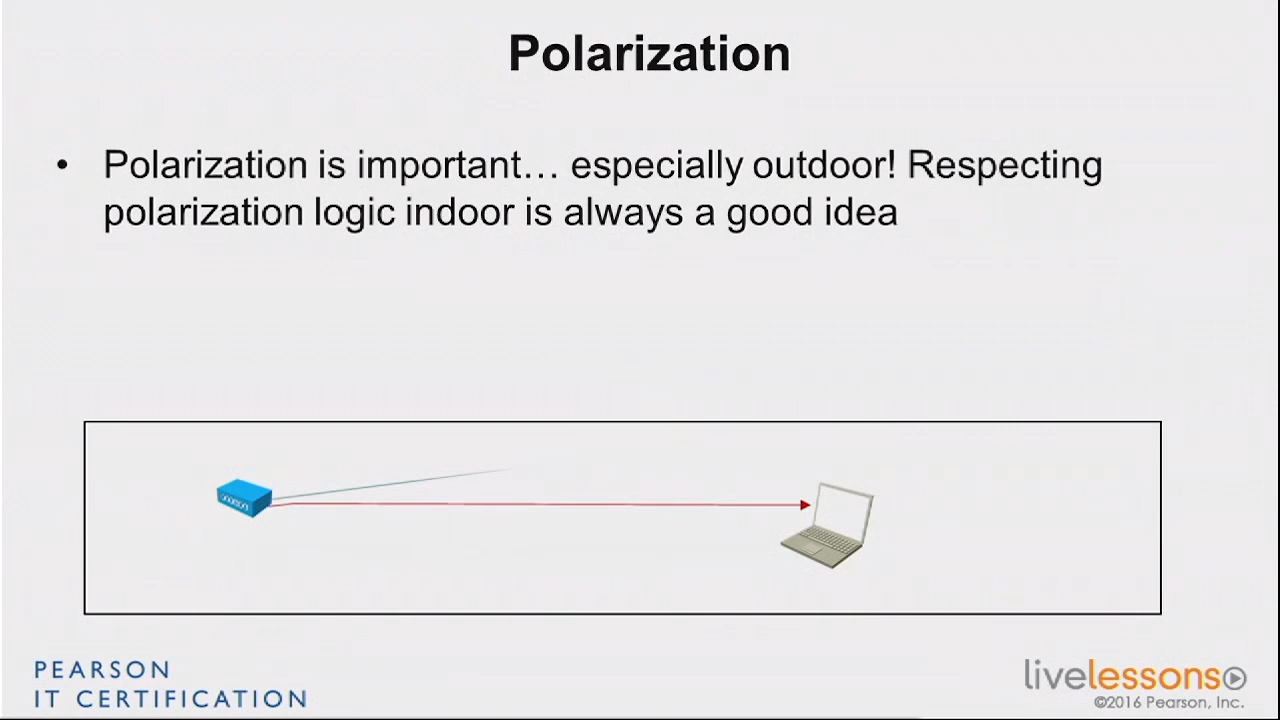 Polarization
• Polarization is important… especially outdoor! Respecting
polarization logic indoor is always a good idea
PEARSON
IT CERTIFICATION
livelessons
©2016 Pearson, Inc.